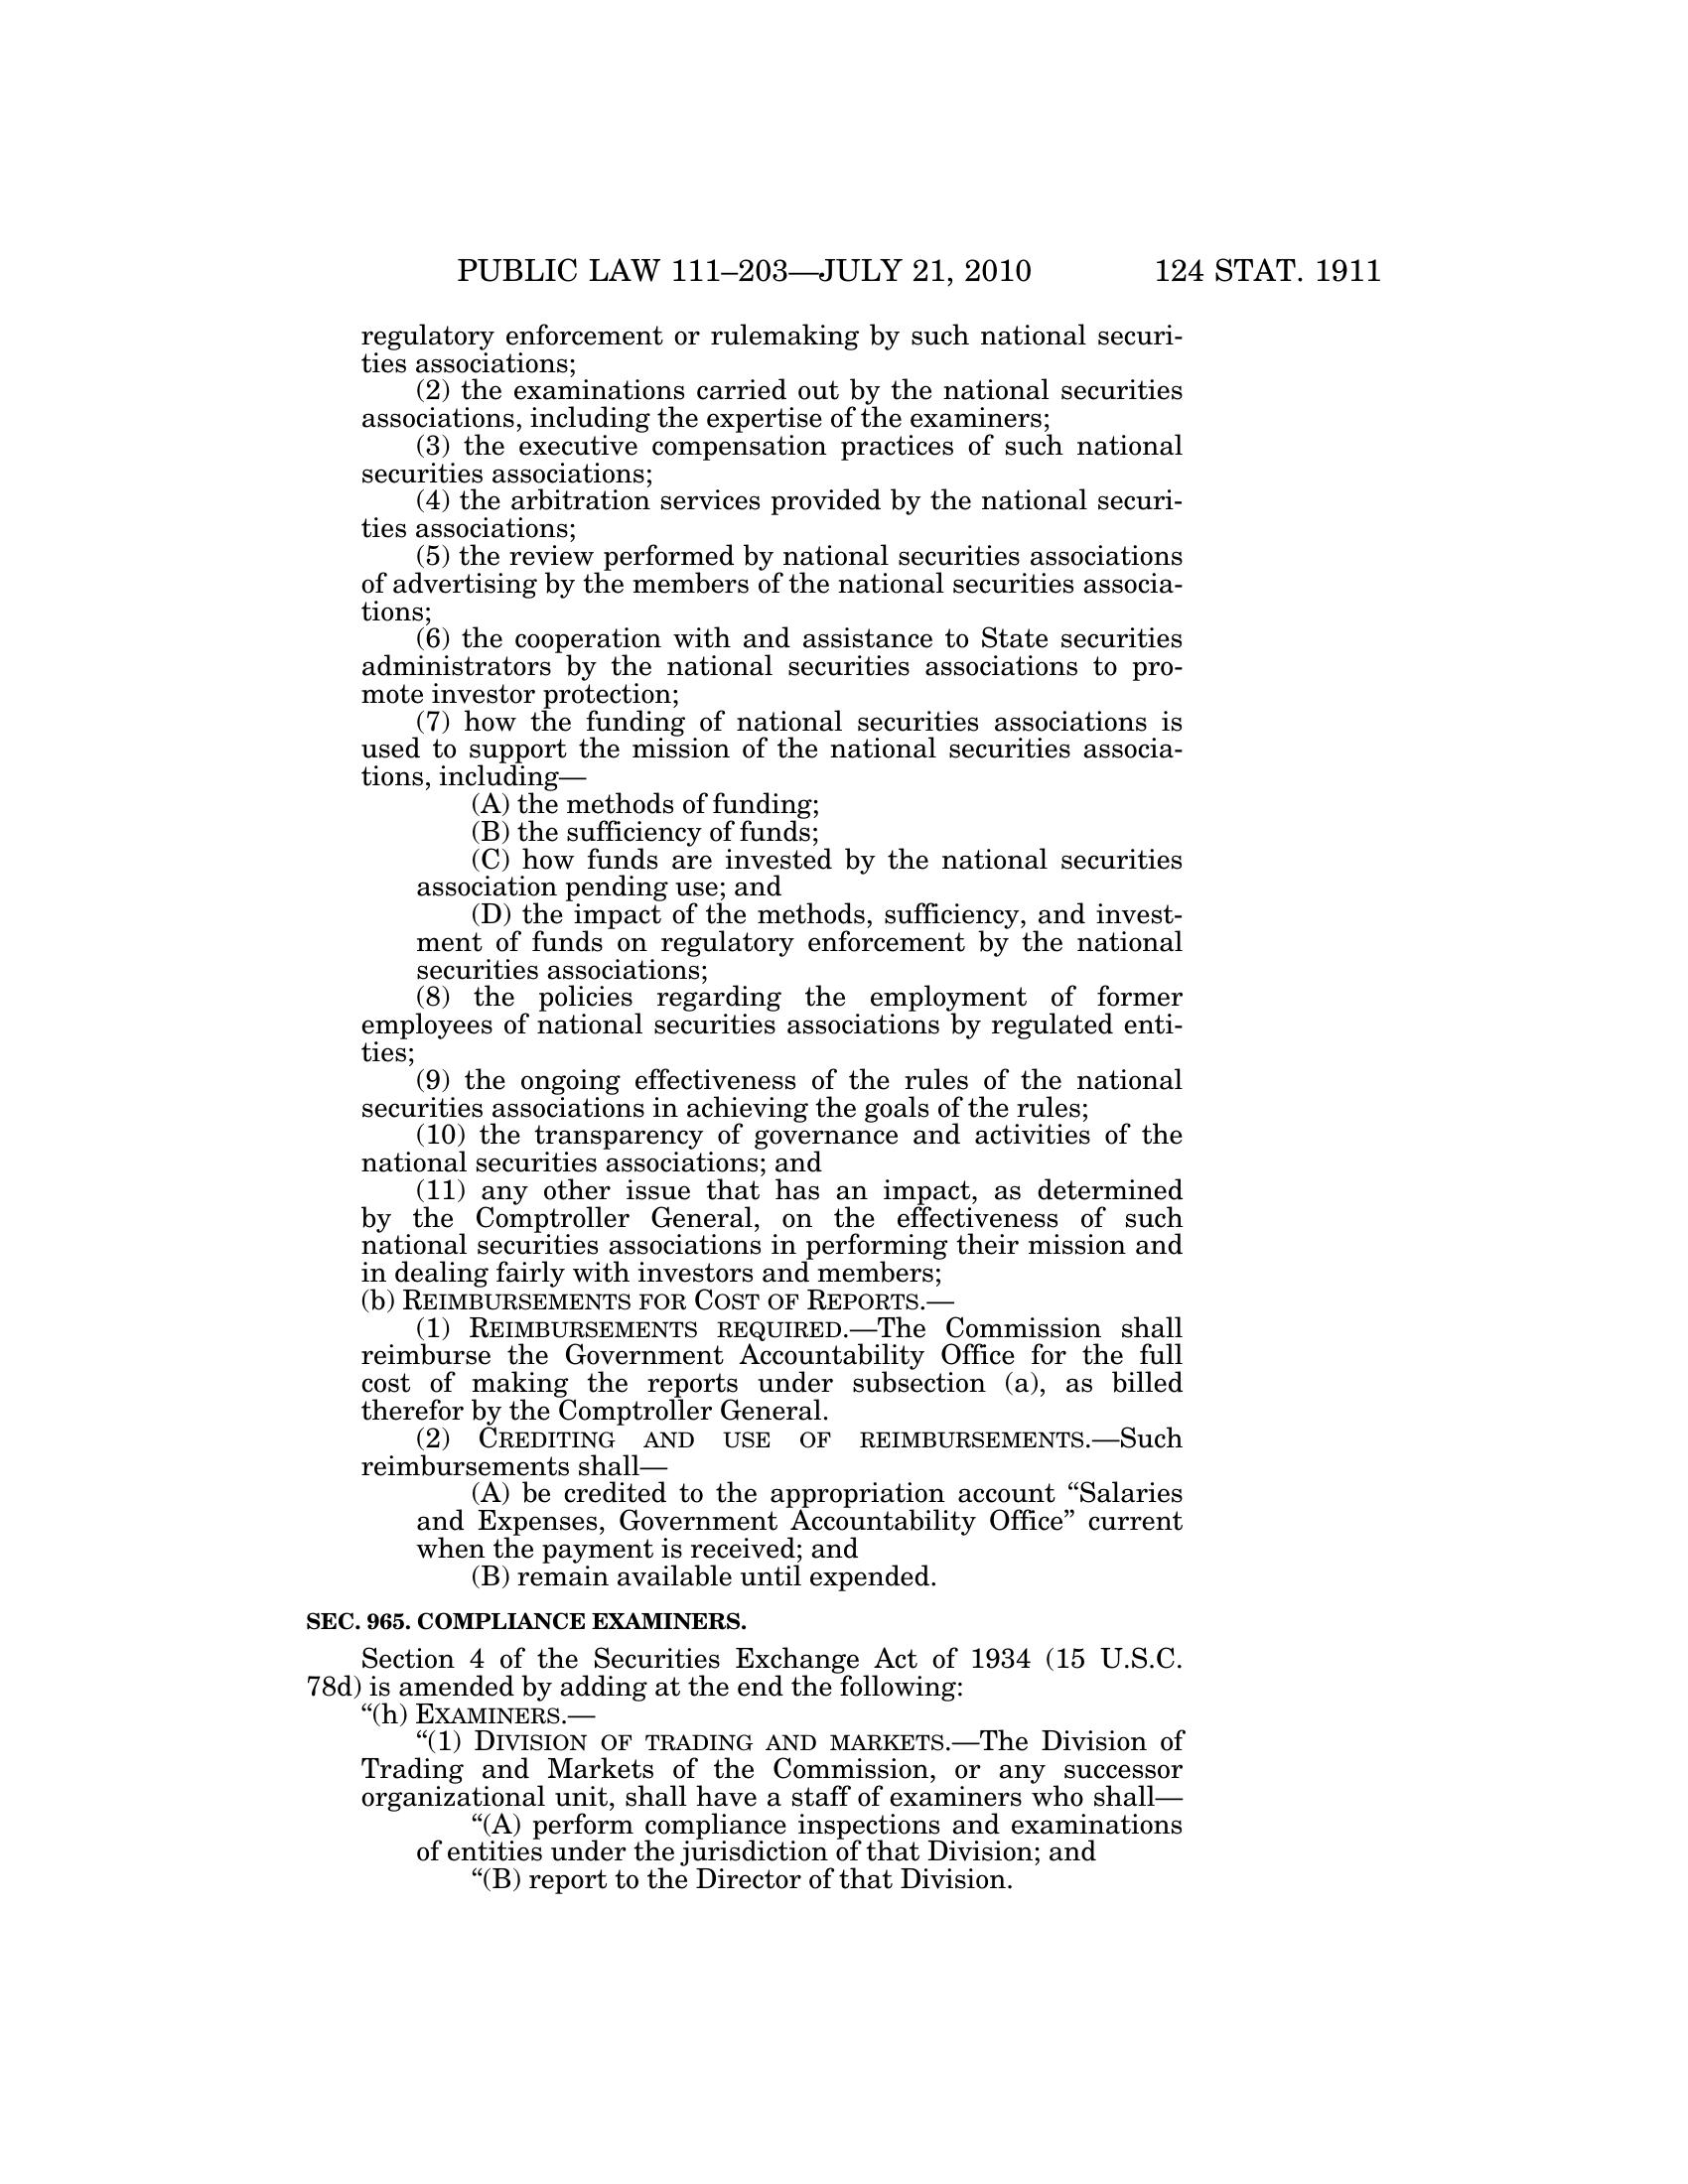 PUBLIC LAW 111–203—JULY 21, 2010 124 STAT. 1911
regulatory enforcement or rulemaking by such national securi-
ties associations;
(2) the examinations carried out by the national securities
associations, including the expertise of the examiners;
(3) the executive compensation practices of such national
securities associations;
(4) the arbitration services provided by the national securi-
ties associations;
(5) the review performed by national securities associations
of advertising by the members of the national securities associa-
tions;
(6) the cooperation with and assistance to State securities
administrators by the national securities associations to pro-
mote investor protection;
(7) how the funding of national securities associations is
used to support the mission of the national securities associa-
tions, including—
(A) the methods of funding;
(B) the sufficiency of funds;
(C) how funds are invested by the national securities
association pending use; and
(D) the impact of the methods, sufficiency, and invest-
ment of funds on regulatory enforcement by the national
securities associations;
(8) the policies regarding the employment of former
employees of national securities associations by regulated enti-
ties;
(9) the ongoing effectiveness of the rules of the national
securities associations in achieving the goals of the rules;
(10) the transparency of governance and activities of the
national securities associations; and
(11) any other issue that has an impact, as determined
by the Comptroller General, on the effectiveness of such
national securities associations in performing their mission and
in dealing fairly with investors and members;
(b) REIMBURSEMENTS FOR COST OF REPORTS.—
(1) REIMBURSEMENTS REQUIRED.—The Commission shall
reimburse the Government Accountability Office for the full
cost of making the reports under subsection (a), as billed
therefor by the Comptroller General.
(2) CREDITING AND USE OF REIMBURSEMENTS.—Such
reimbursements shall—
(A) be credited to the appropriation account “Salaries
and Expenses, Government Accountability Office” current
when the payment is received; and
(B) remain available until expended.
SEC. 965. COMPLIANCE EXAMINERS.
Section 4 of the Securities Exchange Act of 1934 (15 U.S.C.
78d) is amended by adding at the end the following:
“(h) EXAMINERS.—
“(1) DIVISION OF TRADING AND MARKETS.—The Division of
Trading and Markets of the Commission, or any successor
organizational unit, shall have a staff of examiners who shall—
“(A) perform compliance inspections and examinations
of entities under the jurisdiction of that Division; and
“(B) report to the Director of that Division.